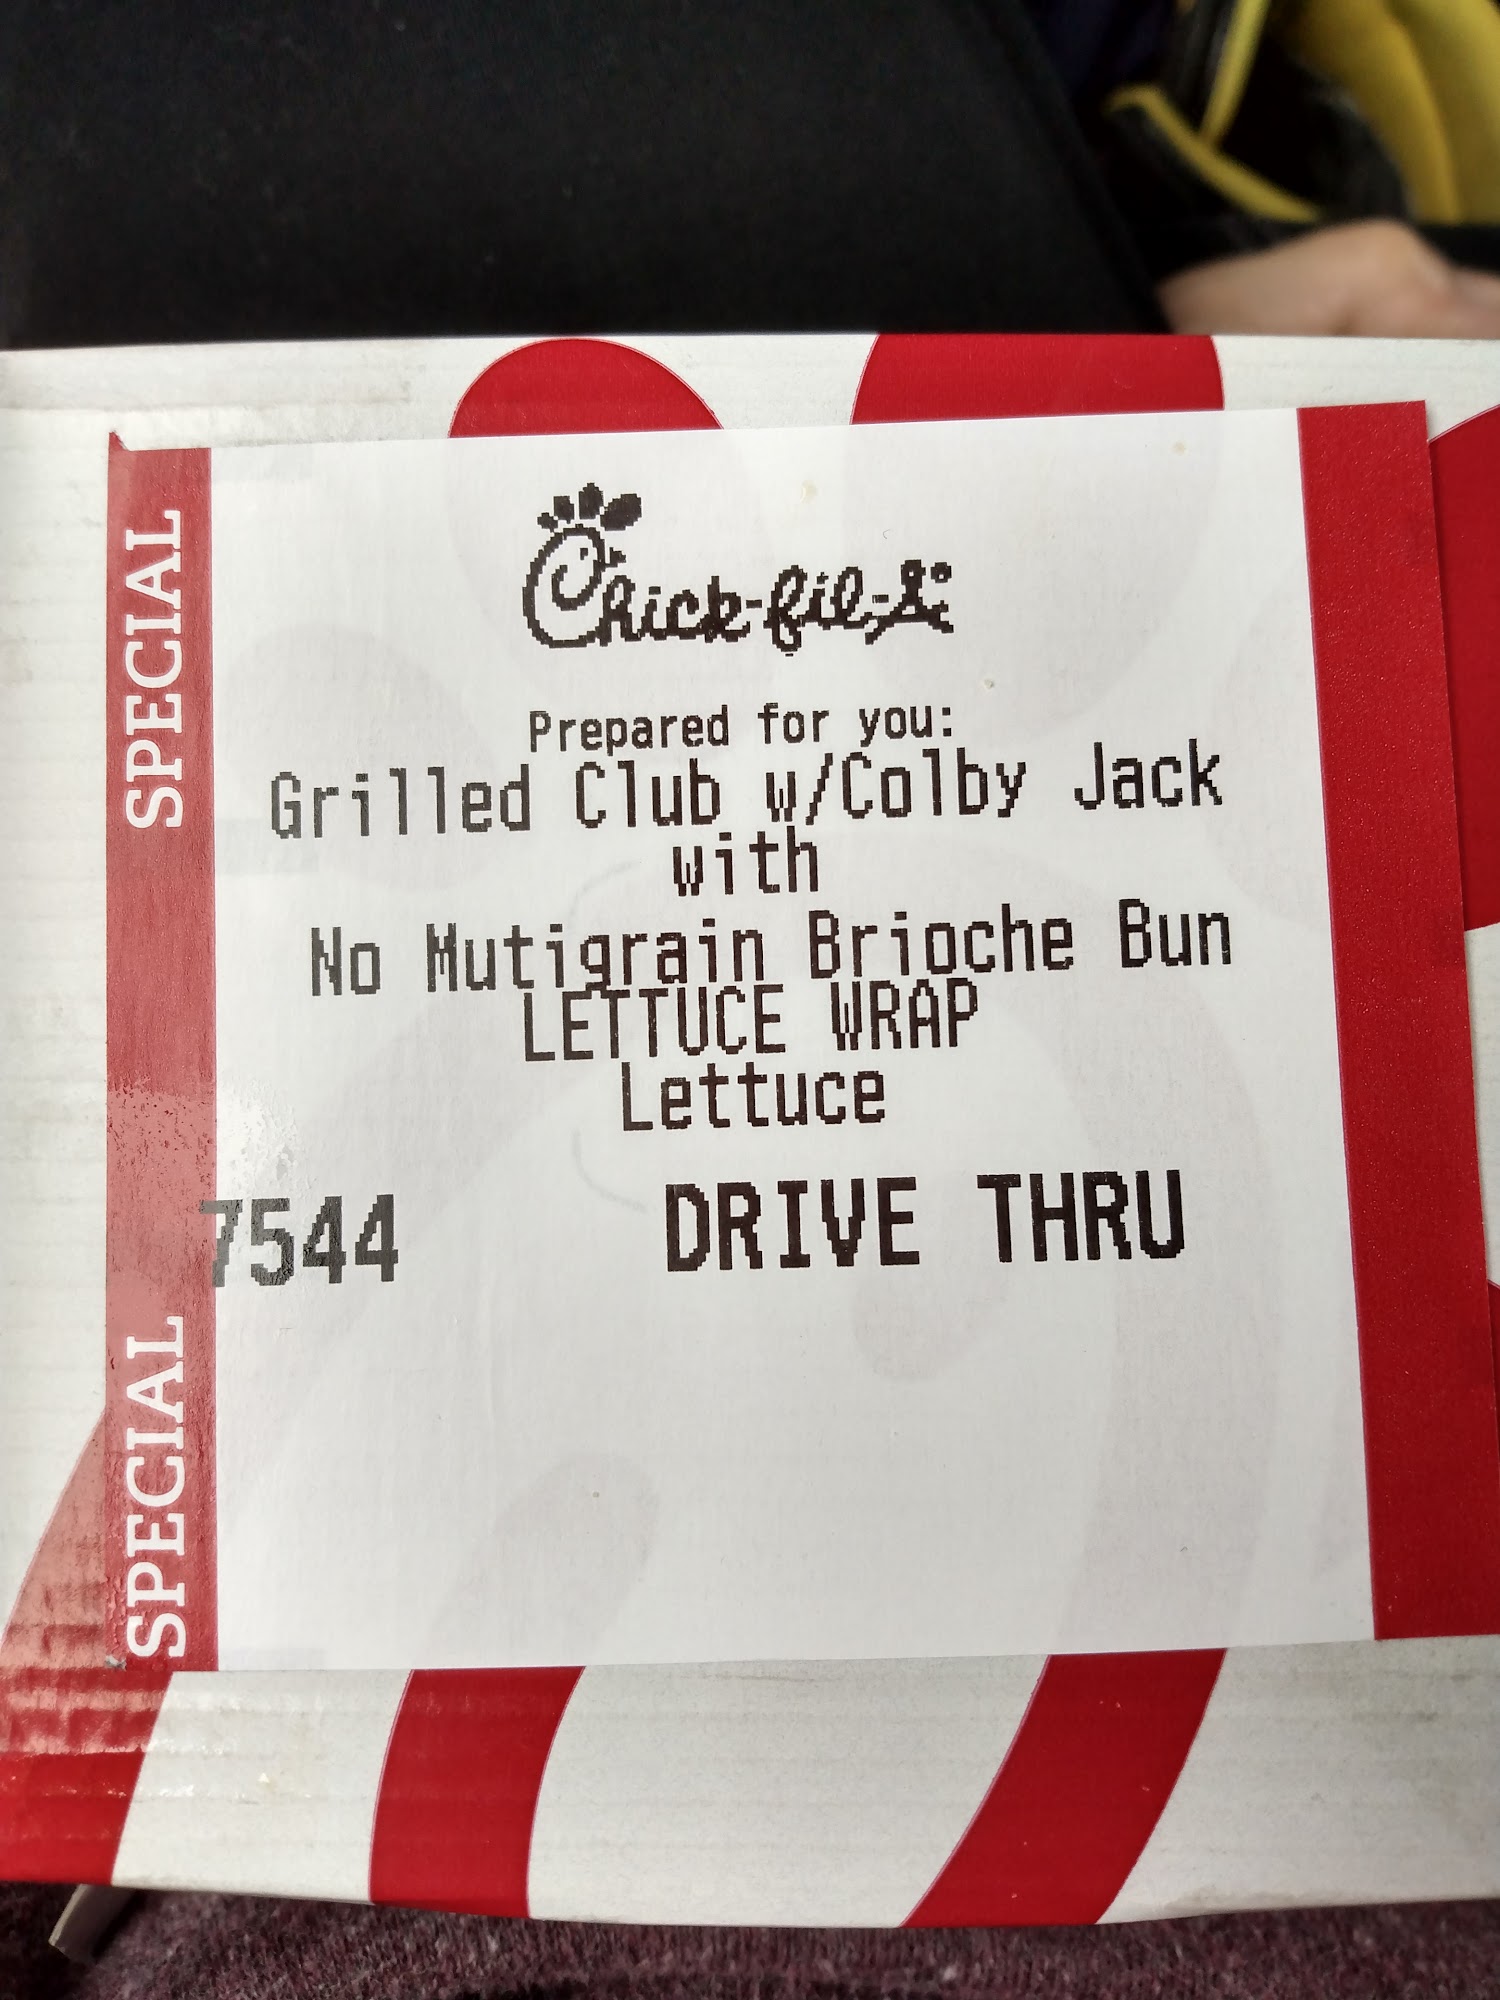 Chick-fil-A
Prepared for you:
Grilled Club w/Colby Jack
with
No Mutigrain Brioche Bun
LETTUCE WRAP
Lettuce
7544 DRIVE THRU
SPECIAL
SPECIAL